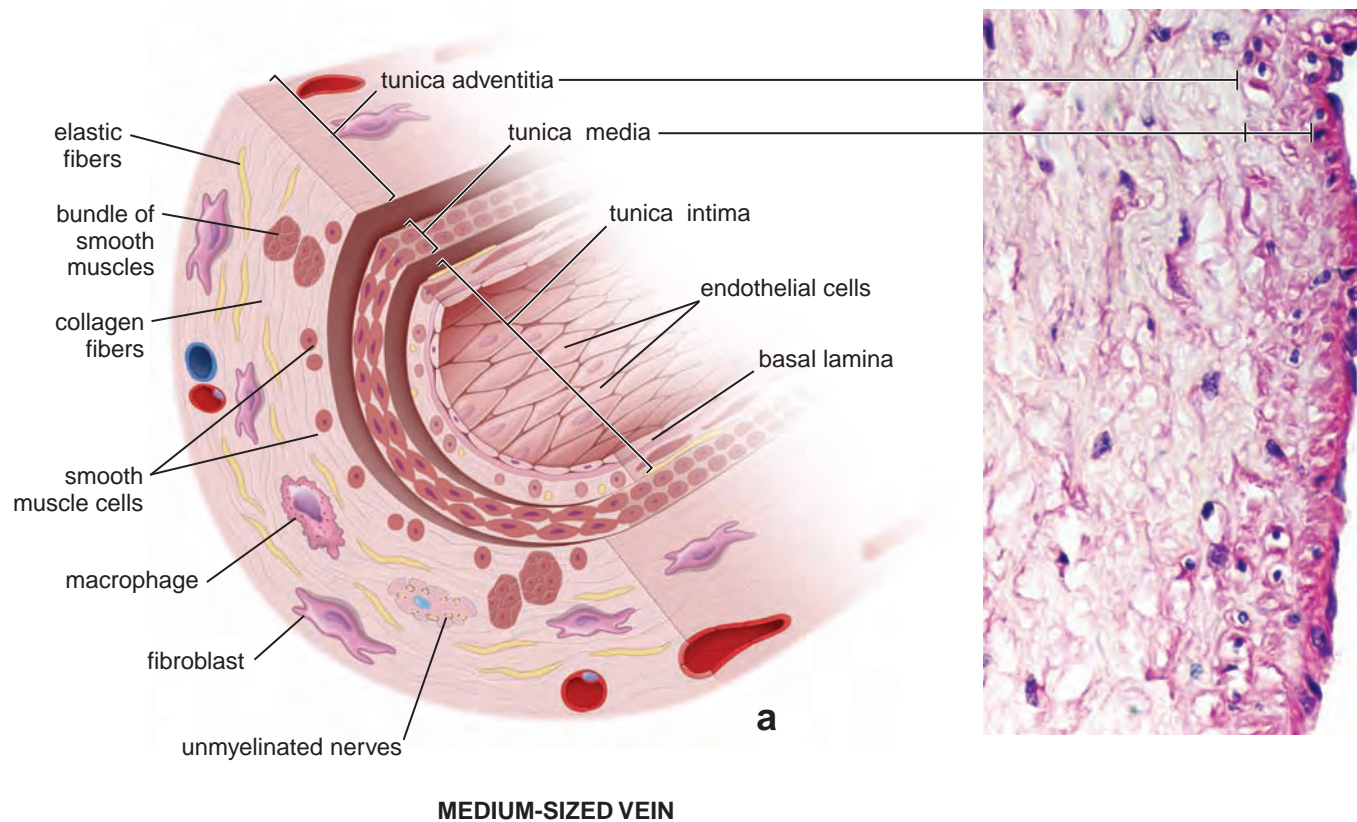 tunica adventitia
tunica media
elastic
fibers
bundle of
smooth
muscles
tunica intima
endothelial cells
collagen
fibers
basal lamina
smooth
muscle cells
macrophage
fibroblast
unmyelinated nerves
a
MEDIUM-SIZED VEIN